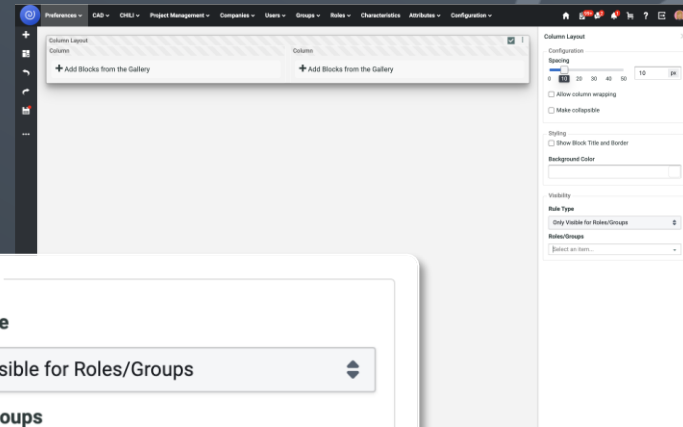 Preferences CAD CHILI Project Management Companies Users Groups Roles Characteristics Attributes Configuration
Column Layout
Column Column
Add Blocks from the Gallery Add Blocks from the Gallery
Column Layout
Configuration
Spacing
0 10 20 30 40 50 10 px
Allow column wrapping
Make collapsible
Styling
Show Block Title and Border
Background Color
Visibility
Rule Type
Only Visible for Roles/Groups
Roles/Groups
Select an item...
e
sible for Roles/Groups
oups